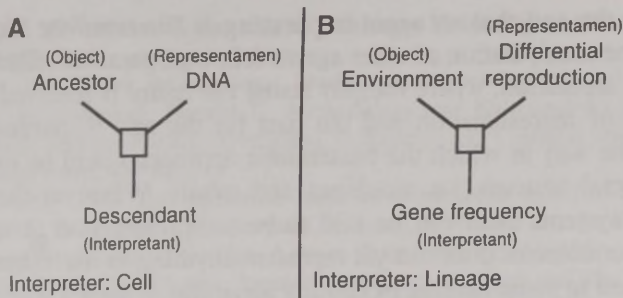 A
(Object) (Representamen)
Ancestor DNA
Descendant
(Interpretant)
Interpreter: Cell
B
(Representamen)
(Object) Differential
Environment reproduction
Gene frequency
(Interpretant)
Interpreter: Lineage